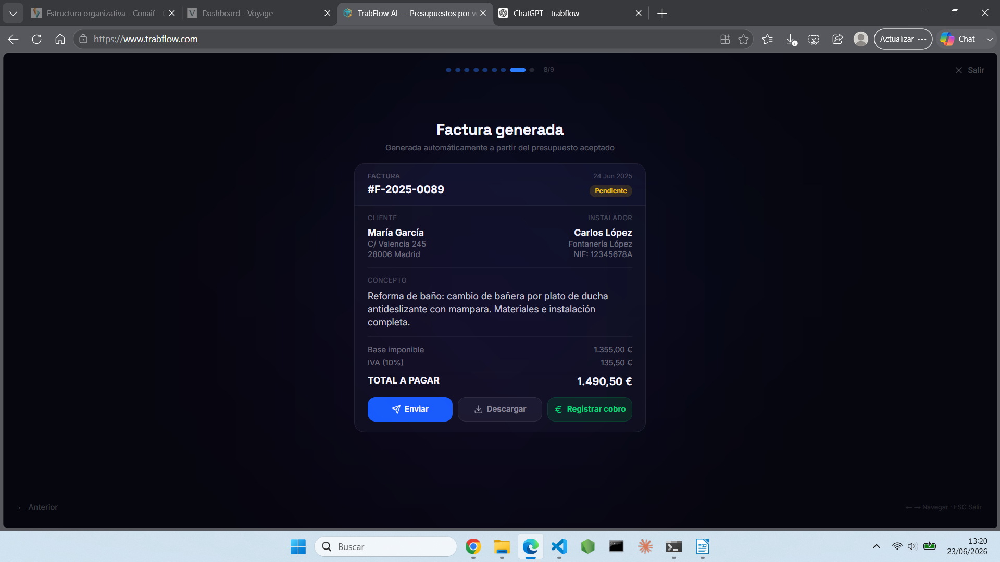 Estructura organizativa - Conaif -
Dashboard - Voyage
TrabFlow AI — Presupuestos por v
ChatGPT - trabflow
https://www.trabflow.com
Actualizar
Chat
8/9
Salir
Factura generada
Generada automáticamente a partir del presupuesto aceptado
FACTURA
24 Jun 2025
#F-2025-0089
Pendiente
CLIENTE
INSTALADOR
María García
Carlos López
C/ Valencia 245
Fontanería López
28006 Madrid
NIF: 12345678A
CONCEPTO
Reforma de baño: cambio de bañera por plato de ducha
antideslizante con mampara. Materiales e instalación
completa.
Base imponible
1.355,00 €
IVA (10%)
135,50 €
TOTAL A PAGAR
1.490,50 €
Enviar
Descargar
€ Registrar cobro
← Anterior
←→ Navegar · ESC Salir
Buscar
13:20
23/06/2026